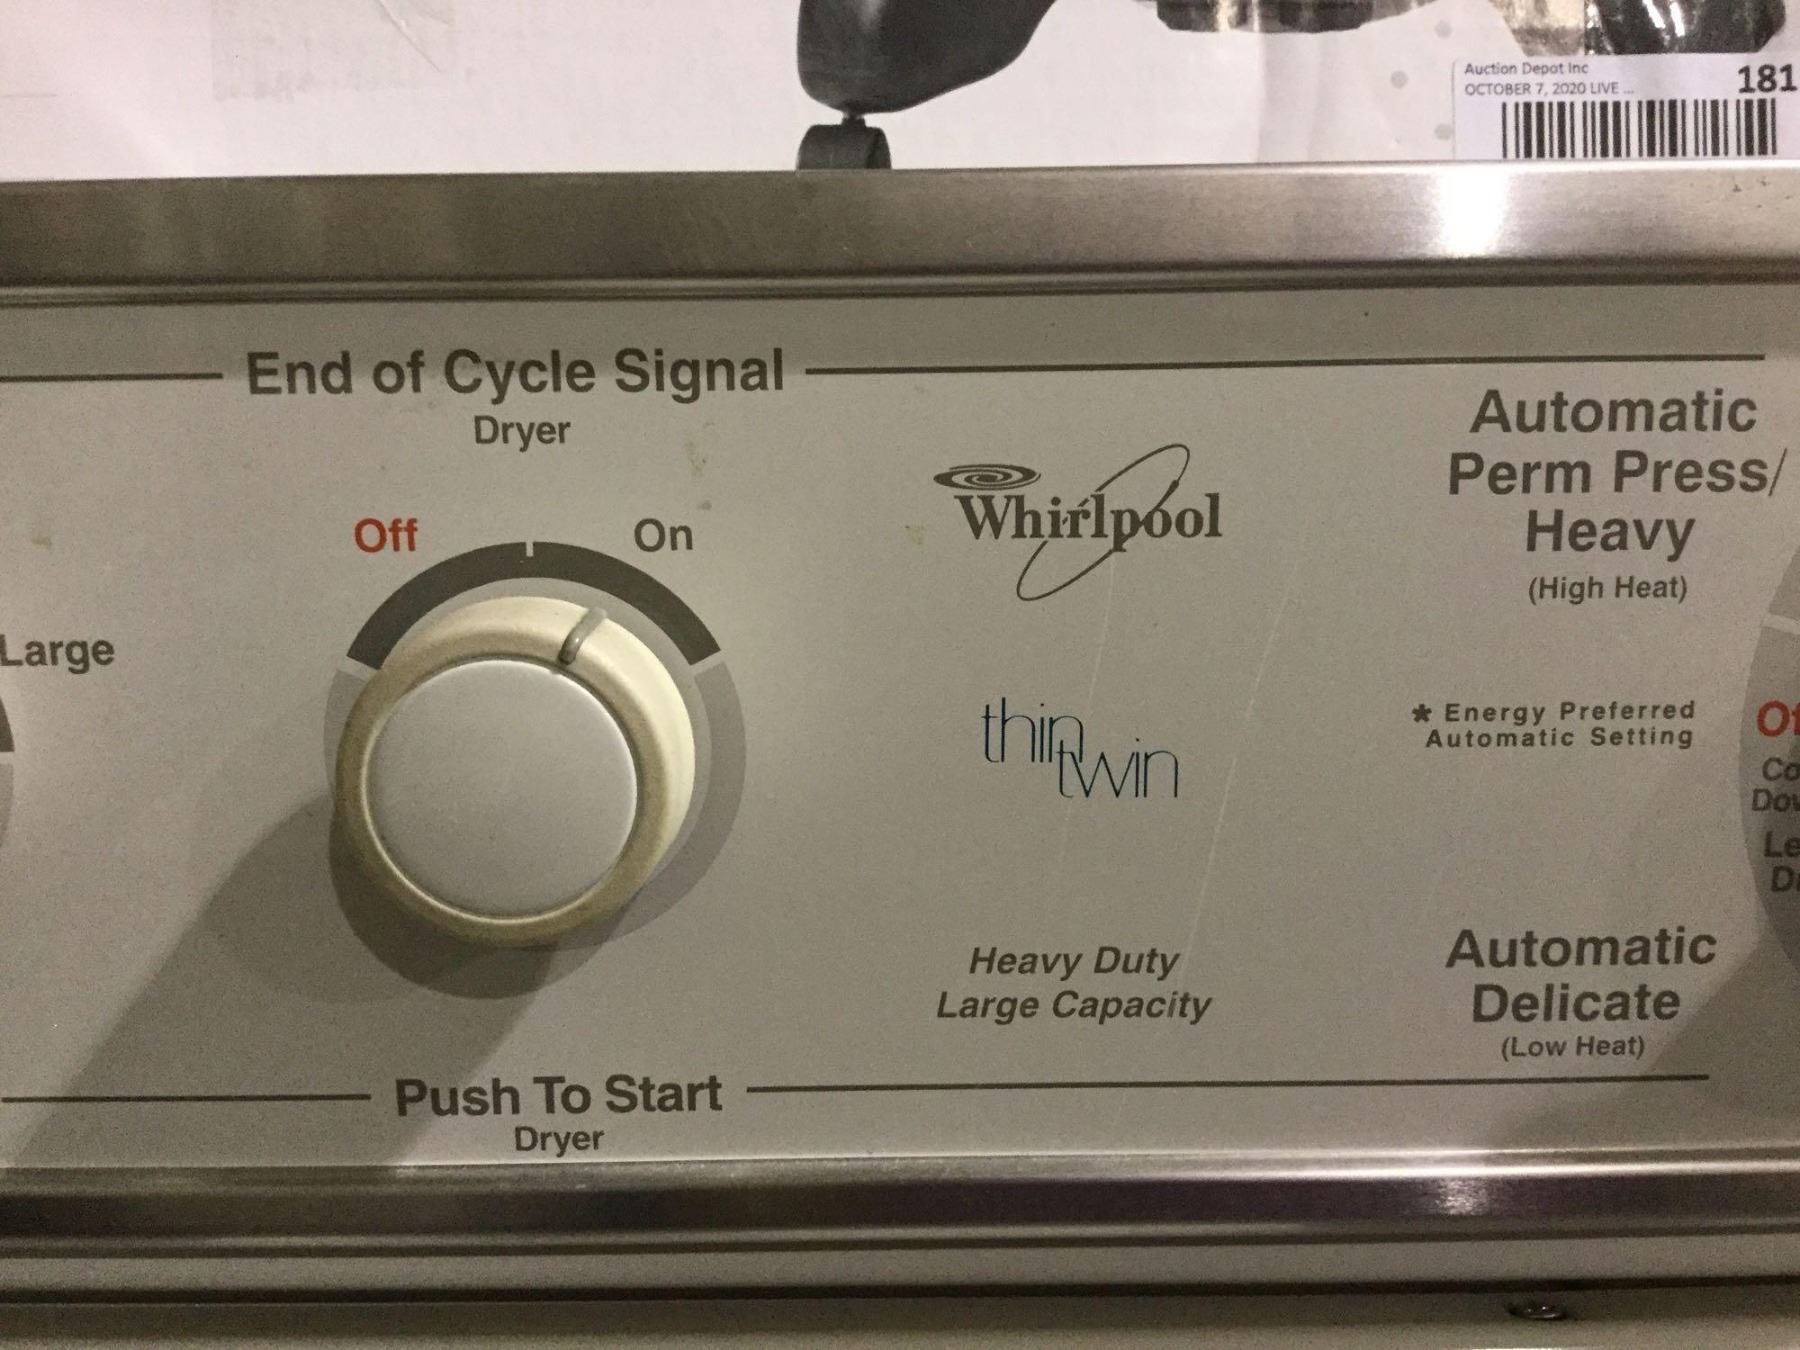 Auction Depot Inc
181
OCTOBER 7, 2020 LIVE ...
End of Cycle Signal
Dryer
Off
On
Large
Whirlpool
thin
twin
Heavy Duty
Large Capacity
Push To Start
Dryer
Automatic
Perm Press/
Heavy
(High Heat)
* Energy Preferred
Automatic Setting
Automatic
Delicate
(Low Heat)